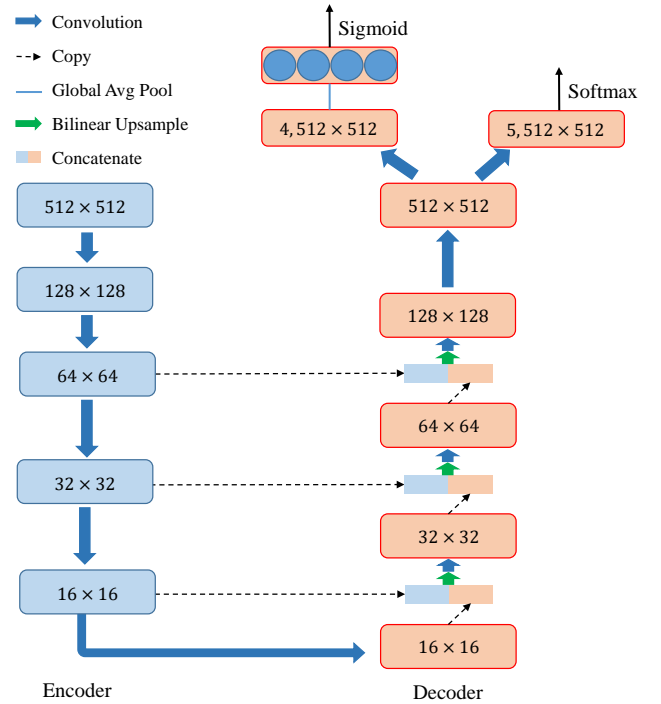 Convolution
Copy
Global Avg Pool
Bilinear Upsample
Concatenate
Sigmoid
4, 512 × 512
Softmax
5, 512 × 512
512 × 512
128 × 128
64 × 64
32 × 32
16 × 16
Encoder
512 × 512
128 × 128
64 × 64
32 × 32
16 × 16
Decoder